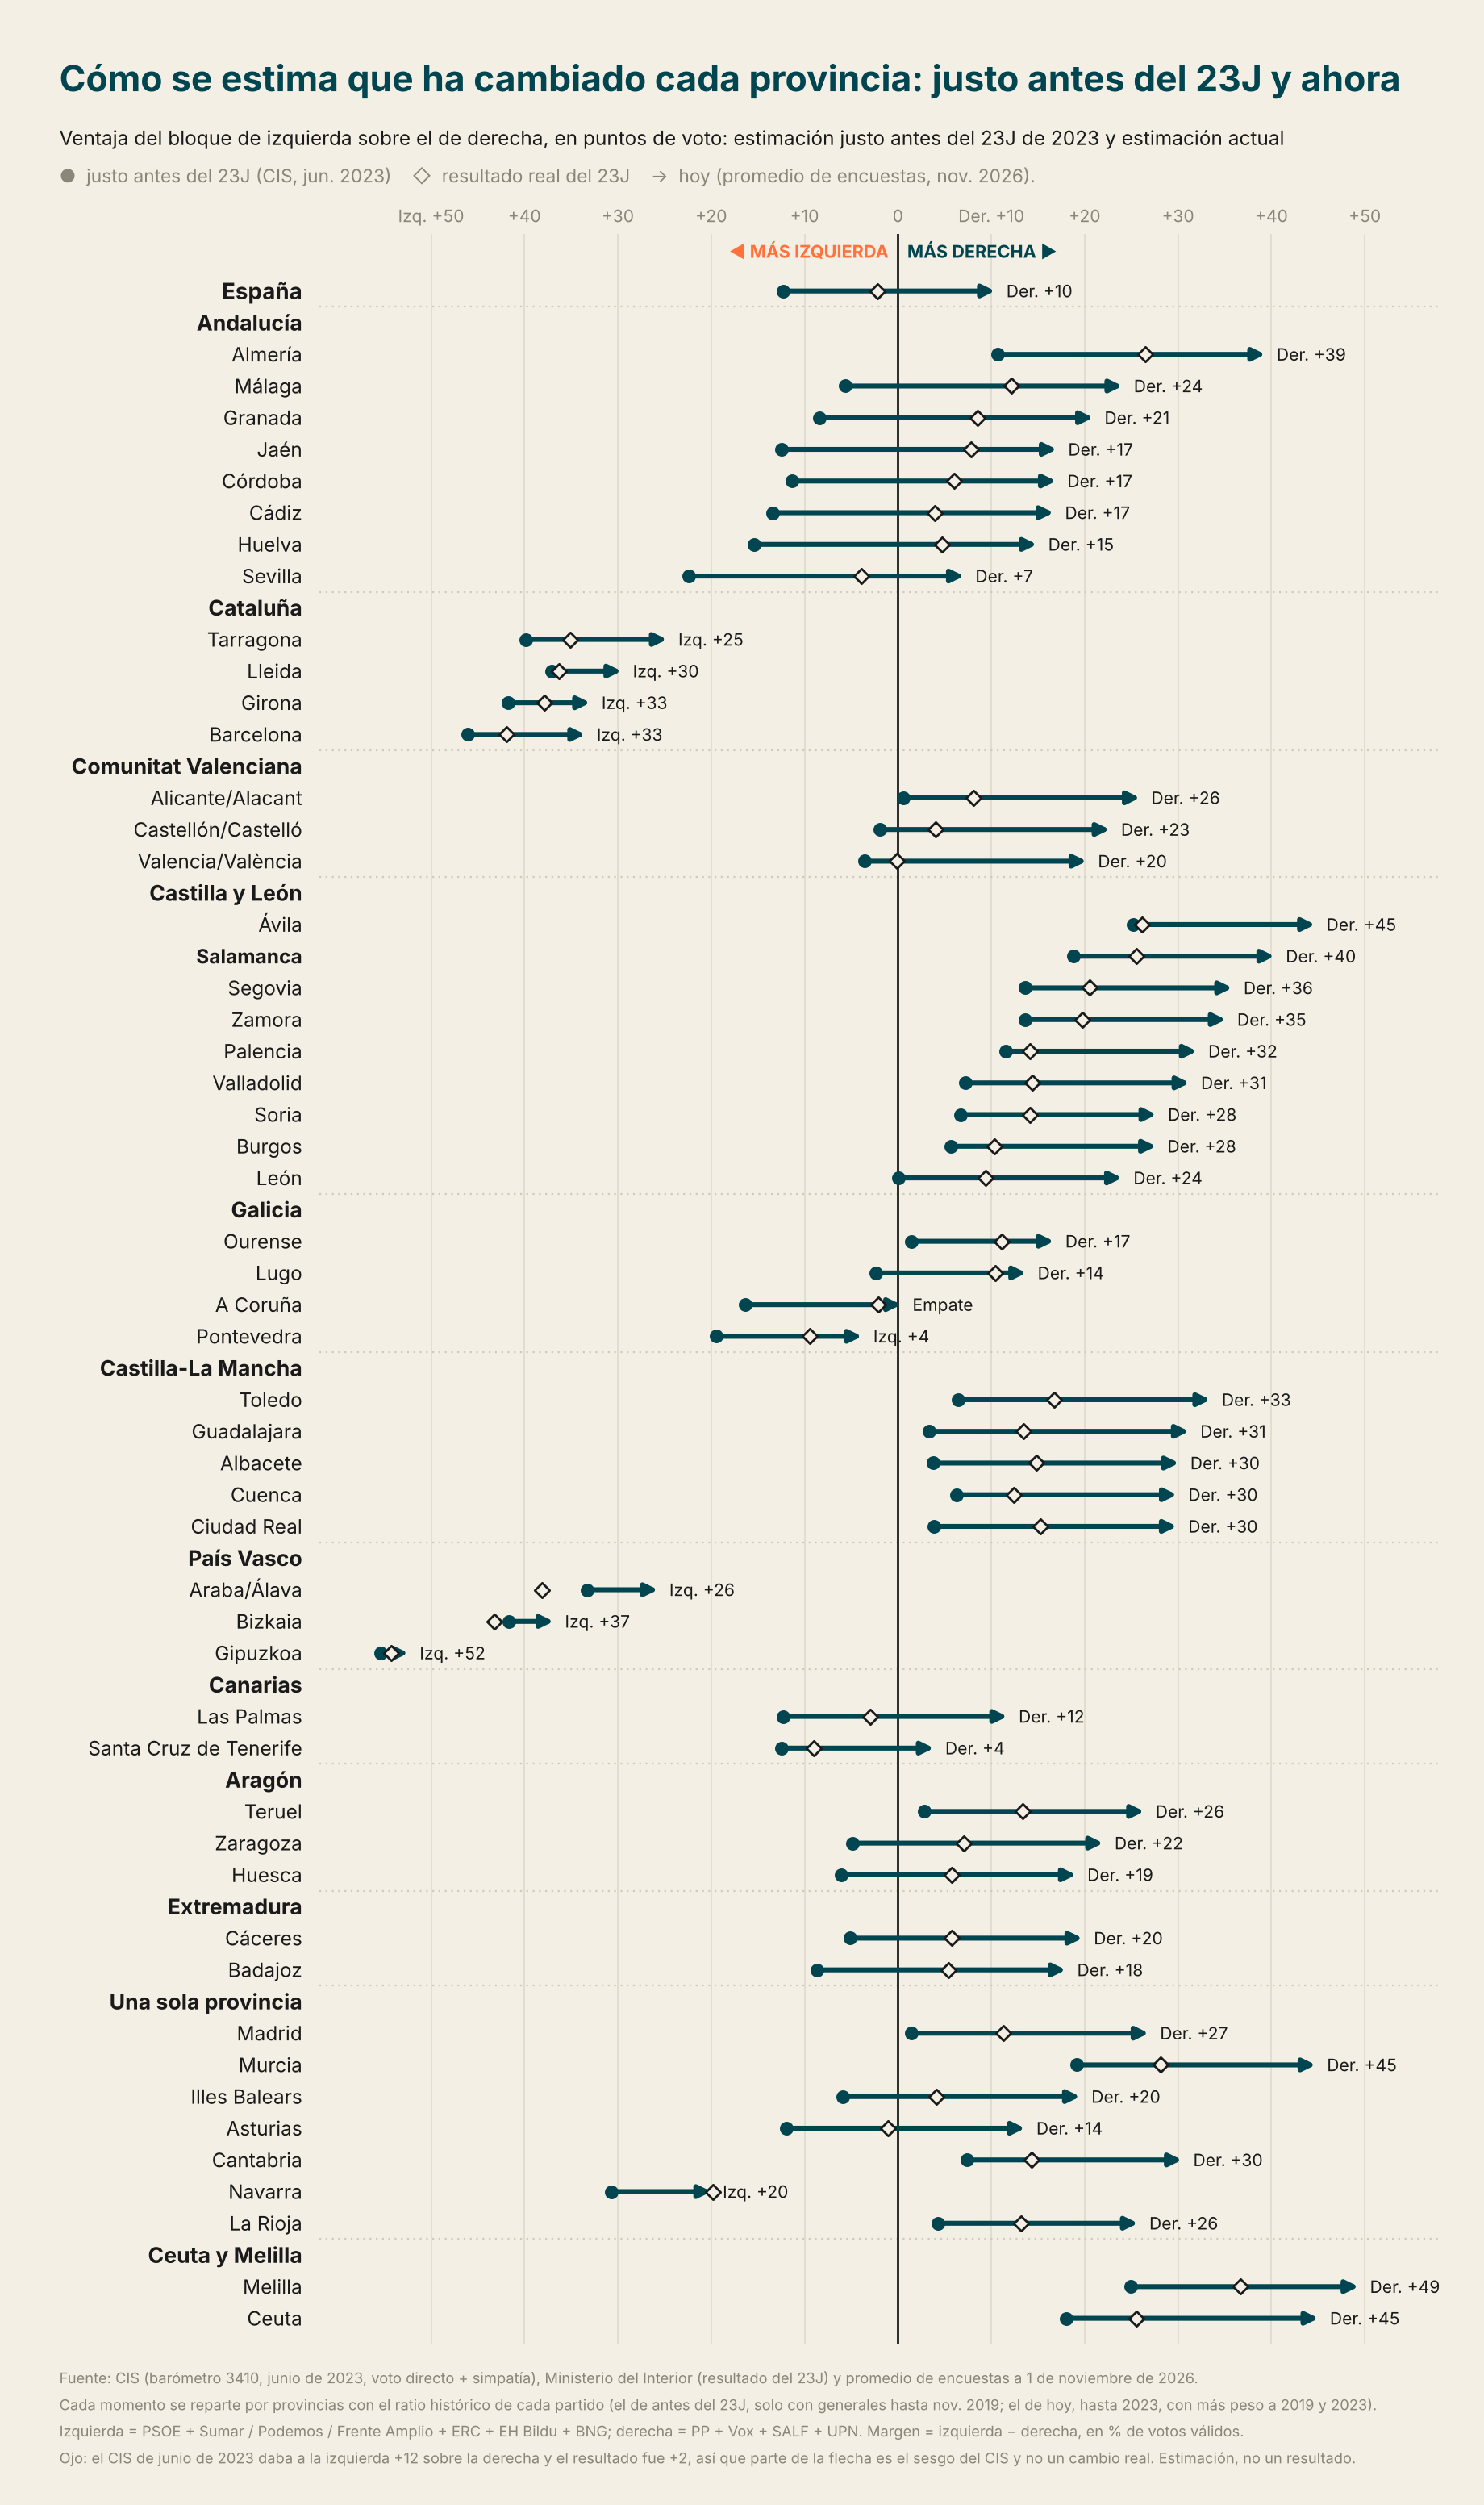 Cómo se estima que ha cambiado cada provincia: justo antes del 23J y ahora
Ventaja del bloque de izquierda sobre el de derecha, en puntos de voto: estimación justo antes del 23J de 2023 y estimación actual
justo antes del 23J (CIS, jun. 2023) resultado real del 23J → hoy (promedio de encuestas, nov. 2026).
Izq. +50 +40 +30 +20 +10 0 Der. +10 +20 +30 +40 +50
◀ MÁS IZQUIERDA MÁS DERECHA ▶
España Der. +10
Andalucía
Almería Der. +39
Málaga Der. +24
Granada Der. +21
Jaén Der. +17
Córdoba Der. +17
Cádiz Der. +17
Huelva Der. +15
Sevilla Der. +7
Cataluña
Tarragona Izq. +25
Lleida Izq. +30
Girona Izq. +33
Barcelona Izq. +33
Comunitat Valenciana
Alicante/Alacant Der. +26
Castellón/Castelló Der. +23
Valencia/València Der. +20
Castilla y León
Ávila Der. +45
Salamanca Der. +40
Segovia Der. +36
Zamora Der. +35
Palencia Der. +32
Valladolid Der. +31
Soria Der. +28
Burgos Der. +28
León Der. +24
Galicia
Ourense Der. +17
Lugo Der. +14
A Coruña Empate
Pontevedra Izq. +4
Castilla-La Mancha
Toledo Der. +33
Guadalajara Der. +31
Albacete Der. +30
Cuenca Der. +30
Ciudad Real Der. +30
País Vasco
Araba/Álava Izq. +26
Bizkaia Izq. +37
Gipuzkoa Izq. +52
Canarias
Las Palmas Der. +12
Santa Cruz de Tenerife Der. +4
Aragón
Teruel Der. +26
Zaragoza Der. +22
Huesca Der. +19
Extremadura
Cáceres Der. +20
Badajoz Der. +18
Una sola provincia
Madrid Der. +27
Murcia Der. +45
Illes Balears Der. +20
Asturias Der. +14
Cantabria Der. +30
Navarra Izq. +20
La Rioja Der. +26
Ceuta y Melilla
Melilla Der. +49
Ceuta Der. +45
Fuente: CIS (barómetro 3410, junio de 2023, voto directo + simpatía), Ministerio del Interior (resultado del 23J) y promedio de encuestas a 1 de noviembre de 2026.
Cada momento se reparte por provincias con el ratio histórico de cada partido (el de antes del 23J, solo con generales hasta nov. 2019; el de hoy, hasta 2023, con más peso a 2019 y 2023).
Izquierda = PSOE + Sumar / Podemos / Frente Amplio + ERC + EH Bildu + BNG; derecha = PP + Vox + SALF + UPN. Margen = izquierda − derecha, en % de votos válidos.
Ojo: el CIS de junio de 2023 daba a la izquierda +12 sobre la derecha y el resultado fue +2, así que parte de la flecha es el sesgo del CIS y no un cambio real. Estimación, no un resultado.